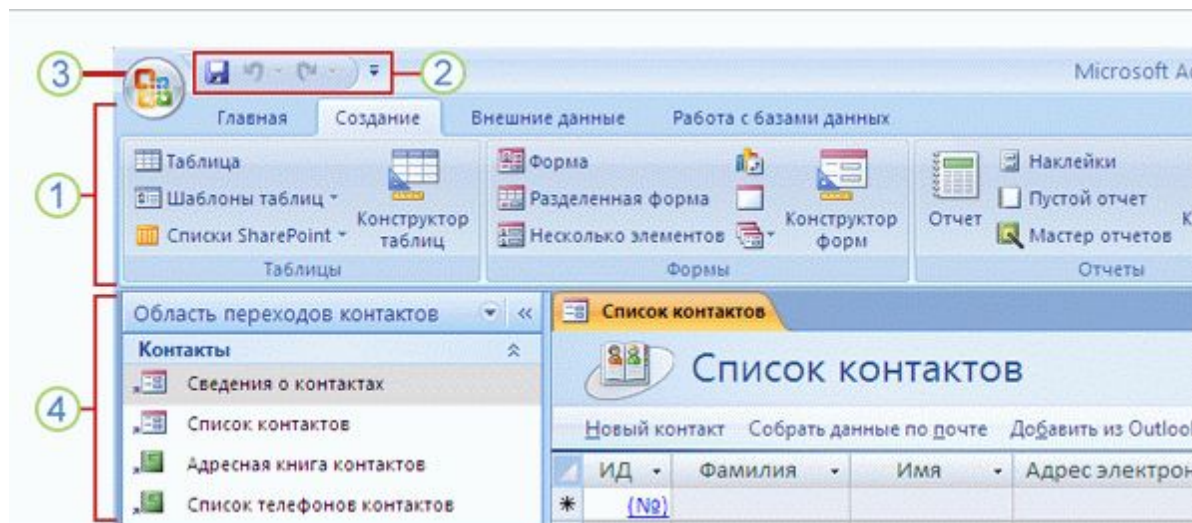 3
2
Microsoft A
Главная Создание Внешние данные Работа с базами данных
1
Таблица
Шаблоны таблиц
Списки SharePoint
Конструктор таблиц
Таблицы
Форма
Разделенная форма
Несколько элементов
Конструктор форм
Формы
Отчет
Наклейки
Пустой отчет
Мастер отчетов
К
Отчеты
4
Область переходов контактов
Контакты
Сведения о контактах
Список контактов
Адресная книга контактов
Список телефонов контактов
Список контактов
Список контактов
Новый контакт Собрать данные по почте Добавить из Outlool
ИД Фамилия Имя Адрес электрон
(№)